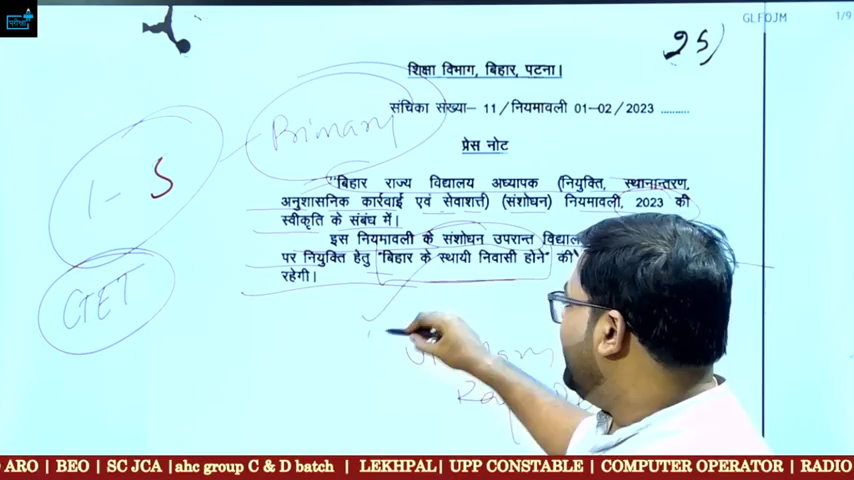 परीक्षा
GLFOJM 1/9
25)
शिक्षा विभाग, बिहार, पटना।
संचिका संख्या- 11/नियमावली 01-02/2023 ..........
Primary
प्रेस नोट
1-5
"बिहार राज्य विद्यालय अध्यापक (नियुक्ति, स्थानान्तरण,
अनुशासनिक कार्रवाई एवं सेवाशर्त्त) (संशोधन) नियमावली, 2023 की
स्वीकृति के संबंध में।
इस नियमावली के संशोधन उपरान्त
पर नियुक्ति हेतु "बिहार के स्थायी निवासी होने" की
रहेगी।
CTET
ARO | BEO | SC JCA |ahc group C & D batch | LEKHPAL| UPP CONSTABLE | COMPUTER OPERATOR | RADIO